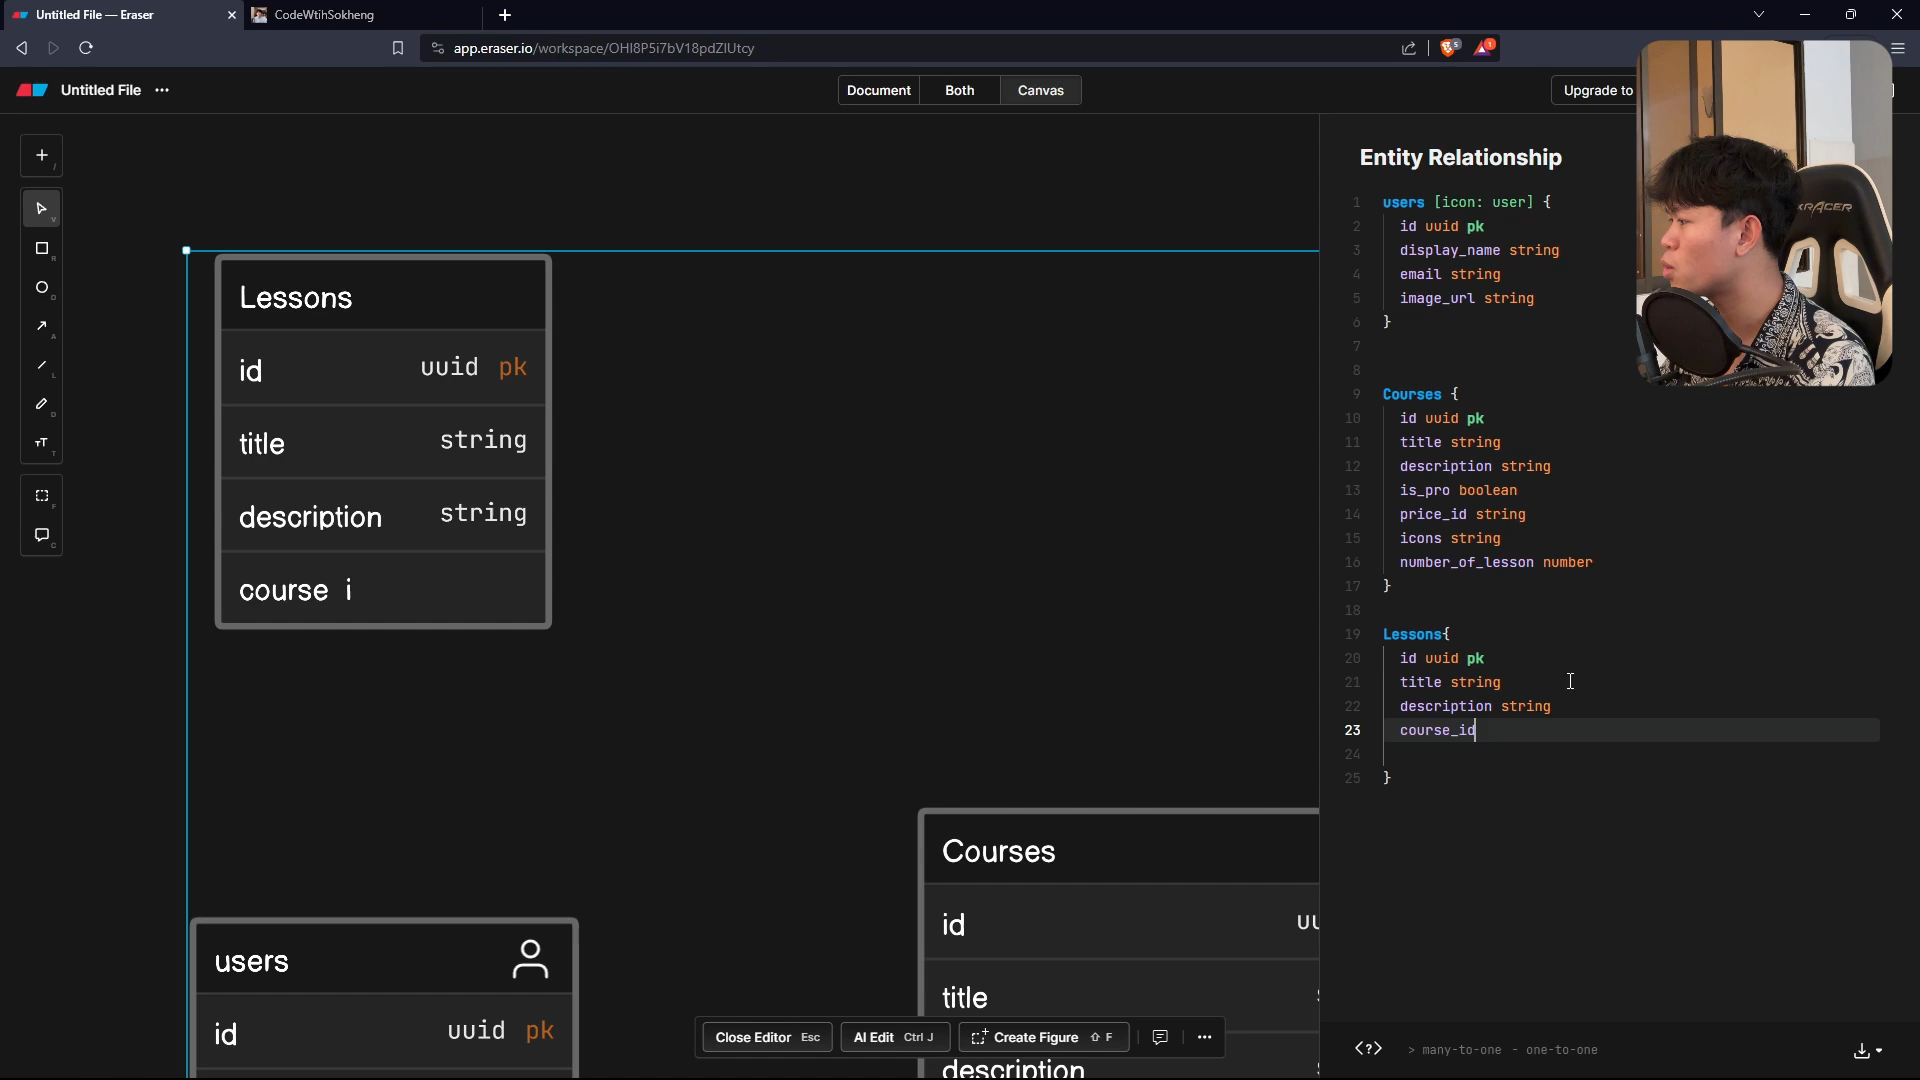 Untitled File — Eraser
CodeWtihSokheng
app.eraser.io/workspace/OHI8P5i7bV18pdZIUtcy
5
1
Untitled File
Document
Both
Canvas
Upgrade to
Entity Relationship
1 users [icon: user] {
2 id uuid pk
3 display_name string
4 email string
5 image_url string
6 }
7
8
9 Courses {
10 id uuid pk
11 title string
12 description string
13 is_pro boolean
14 price_id string
15 icons string
16 number_of_lesson number
17 }
18
19 Lessons{
20 id uuid pk
21 title string
22 description string
23 course_id
24
25 }
Lessons
id uuid pk
title string
description string
course i
Courses
id
title
description
users
id uuid pk
Close Editor Esc
AI Edit Ctrl J
Create Figure F
<?> > many-to-one - one-to-one